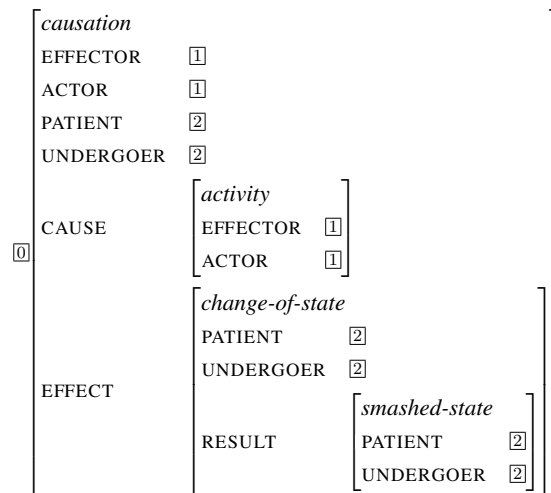 causation
EFFECTOR 1
ACTOR 1
PATIENT 2
UNDERGOER 2
activity
CAUSE EFFECTOR 1
ACTOR 1
0
change-of-state
PATIENT 2
UNDERGOER 2
EFFECT
smashed-state
RESULT PATIENT 2
UNDERGOER 2